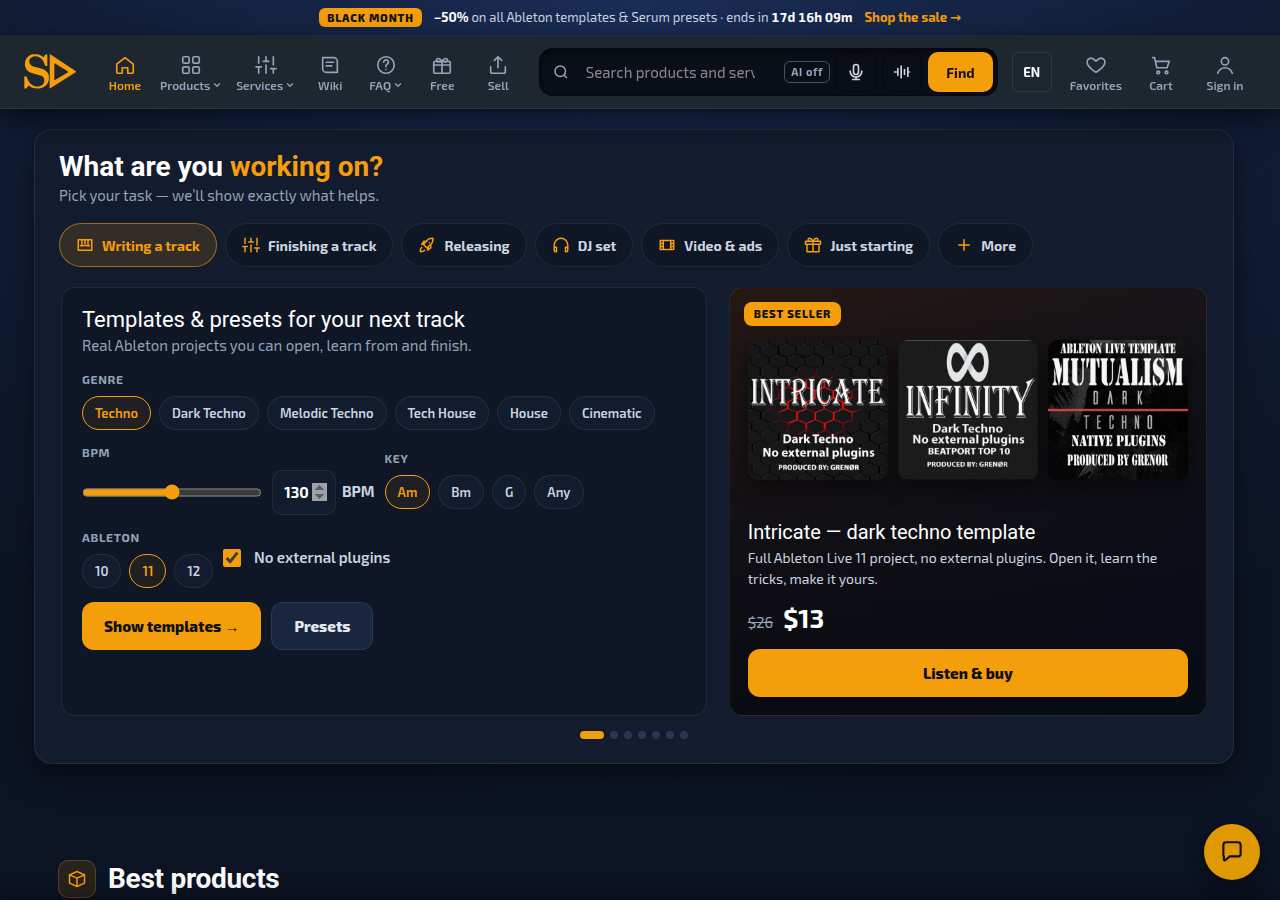 BLACK MONTH −50% on all Ableton templates & Serum presets · ends in 17d 16h 09m Shop the sale →
SD
Home Products Services Wiki FAQ Free Sell
Search products and serv AI off Find EN Favorites Cart Sign in
What are you working on?
Pick your task — we'll show exactly what helps.
Writing a track Finishing a track Releasing DJ set Video & ads Just starting More
Templates & presets for your next track
Real Ableton projects you can open, learn from and finish.
GENRE
Techno Dark Techno Melodic Techno Tech House House Cinematic
BPM
130 BPM
KEY
Am Bm G Any
ABLETON
10 11 12
No external plugins
Show templates → Presets
BEST SELLER
INTRICATE
Dark Techno
No external plugins
PRODUCED BY: GRENØR
INFINITY
Dark Techno
No external plugins
BEATPORT TOP 10
PRODUCED BY: GRENØR
ABLETON LIVE TEMPLATE
MUTUALISM
DARK
TECHNO
NATIVE PLUGINS
PRODUCED BY GRENOR
Intricate — dark techno template
Full Ableton Live 11 project, no external plugins. Open it, learn the
tricks, make it yours.
$26 $13
Listen & buy
Best products